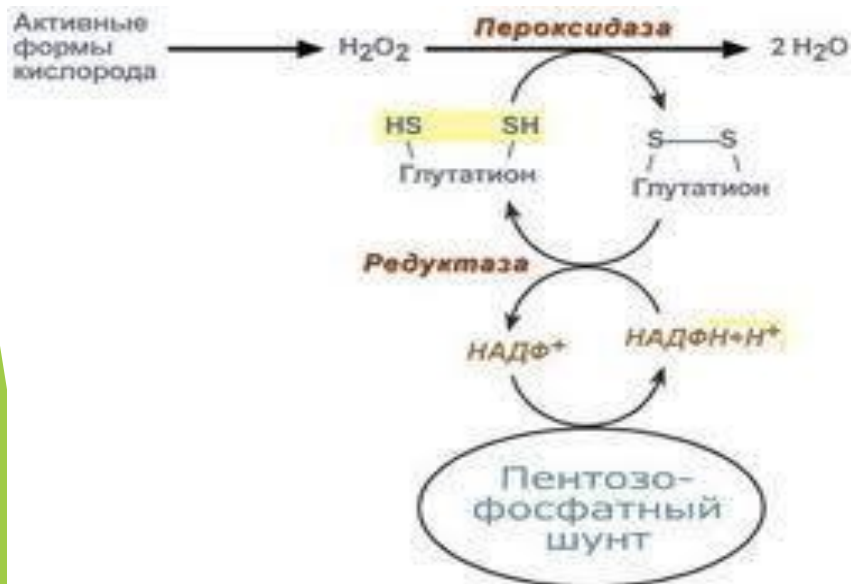 Активные
формы
кислорода
H₂O₂
Пероксидаза
2 H₂O
HS SH
Глутатион
S S
Глутатион
Редуктаза
НАДФ⁺
НАДФН+Н⁺
Пентозо-
фосфатный
шунт